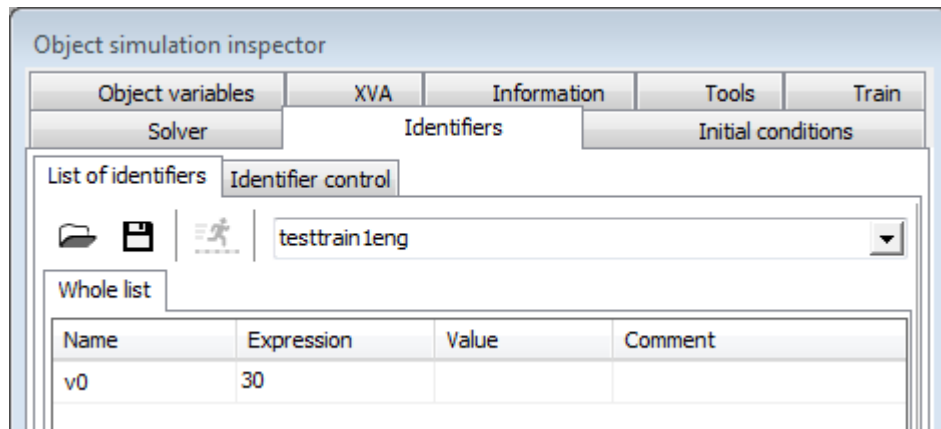 Object simulation inspector
Object variables XVA Information Tools Train
Solver Identifiers Initial conditions
List of identifiers Identifier control
testtrain1eng
Whole list
Name Expression Value Comment
v0 30